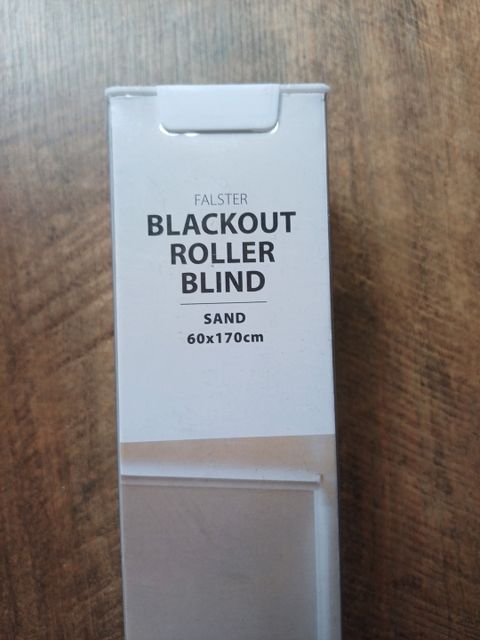 FALSTER
BLACKOUT
ROLLER
BLIND
SAND
60x170cm